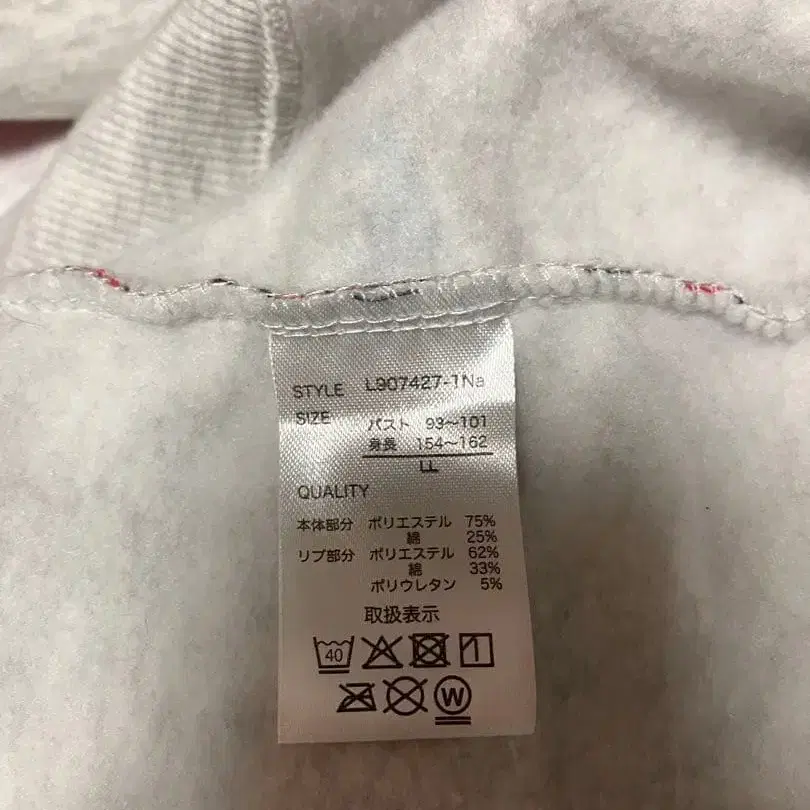 STYLE L907427-1Na
SIZE バスト 93～101
身長 154～162
LL
QUALITY
本体部分 ポリエステル 75%
綿 25%
リブ部分 ポリエステル 62%
綿 33%
ポリウレタン 5%
取扱表示
40
W